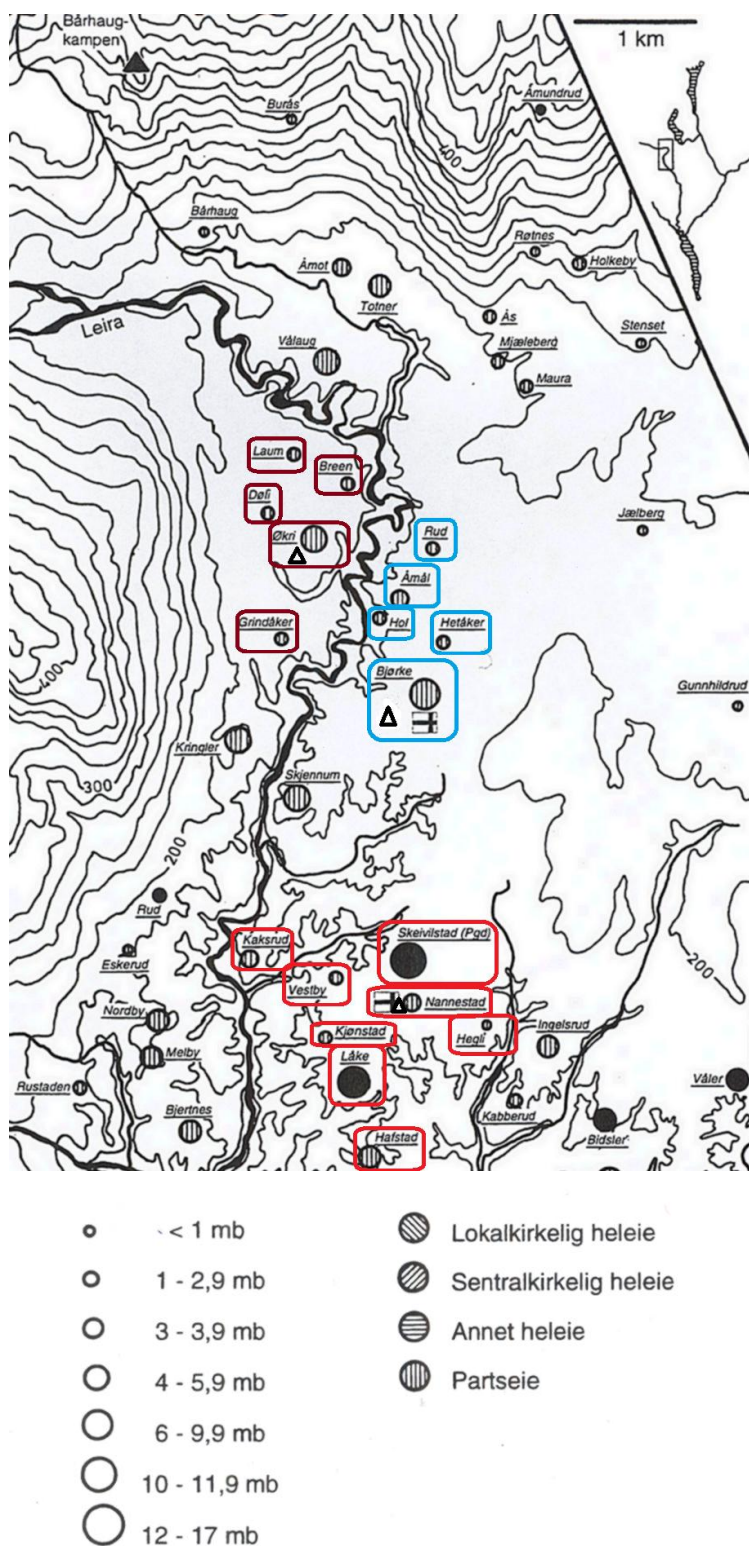 Bårhaug-
kampen
1 km
Burås
Åmundrud
400
Bårhaug
Røtnes
Holkeby
Åmot
Totner
Ås
Stenset
Leira
Vålaug
Mjæleberg
Maura
Laum
Breen
Døli
Jælberg
Økri
Rud
Åmål
Grindåker
Hol
Hetåker
400
Bjørke
Gunnhildrud
Kringler
Skjennum
300
200
Rud
Kaksrud
Skeivilstad (Pgd)
200
Eskerud
Vestby
Nannestad
Nordby
Kjønstad
Hegli
Ingelsrud
Melby
Låke
Rustaden
Våler
Kabberud
Bjertnes
Bidsler
Hafstad
< 1 mb
Lokalkirkelig heleie
1 - 2,9 mb
Sentralkirkelig heleie
3 - 3,9 mb
Annet heleie
4 - 5,9 mb
Partseie
6 - 9,9 mb
10 - 11,9 mb
12 - 17 mb